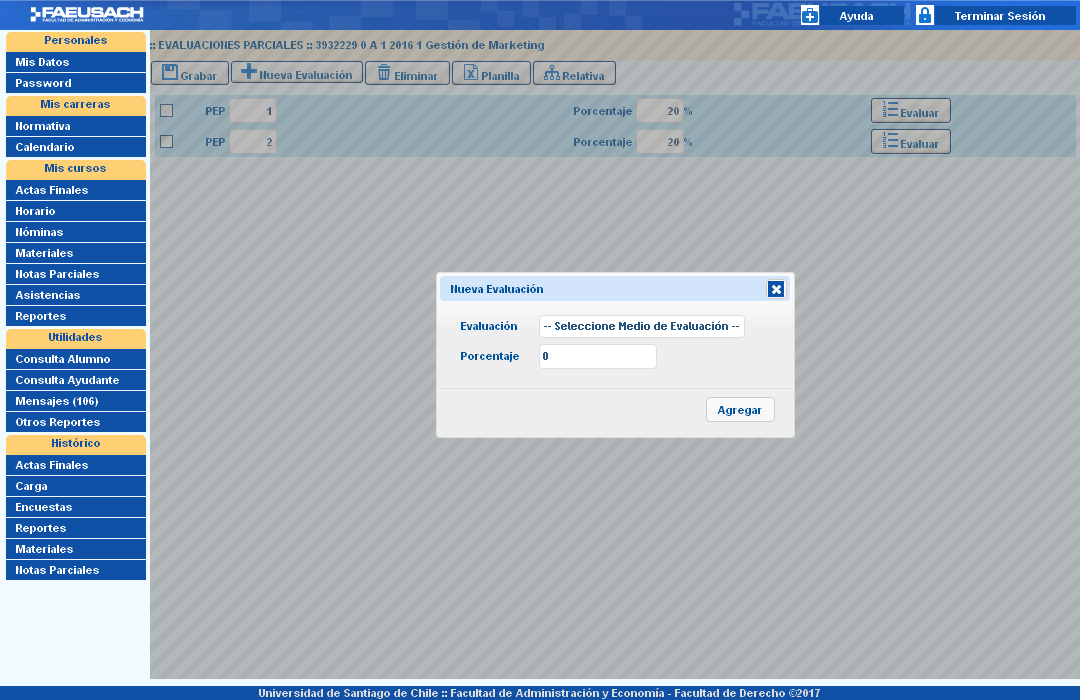 FAEUSACH
FACULTAD DE ADMINISTRACIÓN Y ECONOMÍA
FAEUSACH
Ayuda
Terminar Sesión
Personales
Mis Datos
Password
Mis carreras
Normativa
Calendario
Mis cursos
Actas Finales
Horario
Nóminas
Materiales
Notas Parciales
Asistencias
Reportes
Utilidades
Consulta Alumno
Consulta Ayudante
Mensajes (106)
Otros Reportes
Histórico
Actas Finales
Carga
Encuestas
Reportes
Materiales
Notas Parciales
:: EVALUACIONES PARCIALES :: 3932229 0 A 1 2016 1 Gestión de Marketing
Grabar Nueva Evaluación Eliminar Planilla Relativa
PEP 1 Porcentaje 20 % Evaluar
PEP 2 Porcentaje 20 % Evaluar
Nueva Evaluación
Evaluación -- Seleccione Medio de Evaluación --
Porcentaje 0
Agregar
Universidad de Santiago de Chile :: Facultad de Administración y Economía - Facultad de Derecho ©2017